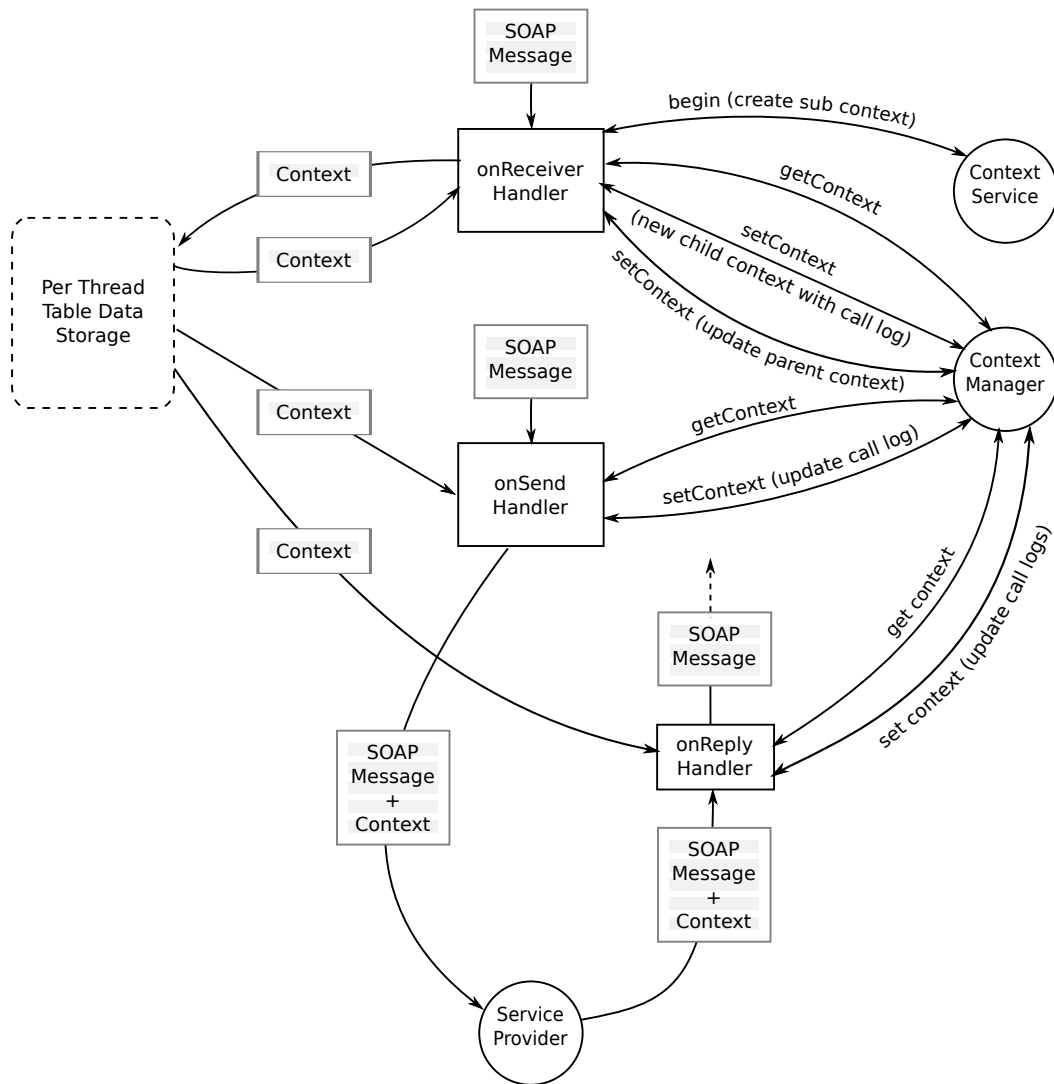 SOAP
Message
begin (create sub context)
Context
onReceiver
Handler
getContext
Context
Service
setContext
(new child context with call log)
Context
setContext (update parent context)
Per Thread
Table Data
Storage
SOAP
Message
Context
Manager
Context
getContext
onSend
Handler
setContext (update call log)
Context
get context
set context (update call logs)
SOAP
Message
onReply
Handler
SOAP
Message
+
Context
SOAP
Message
+
Context
Service
Provider